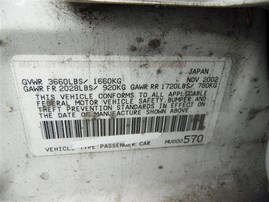 JAPAN
GVWR 3660LBS/ 1660KG NOV 2002
GAWR FR 2028LBS/ 920KG GAWR RR 1720LBS/ 780KG
THIS VEHICLE CONFORMS TO ALL APPLICABLE
FEDERAL MOTOR VEHICLE SAFETY, BUMPER AND
THEFT PREVENTION STANDARDS IN EFFECT ON
THE DATE OF MANUFACTURE SHOWN ABOVE.
VEHICLE TYPE: PASSENGER CAR
MU000570